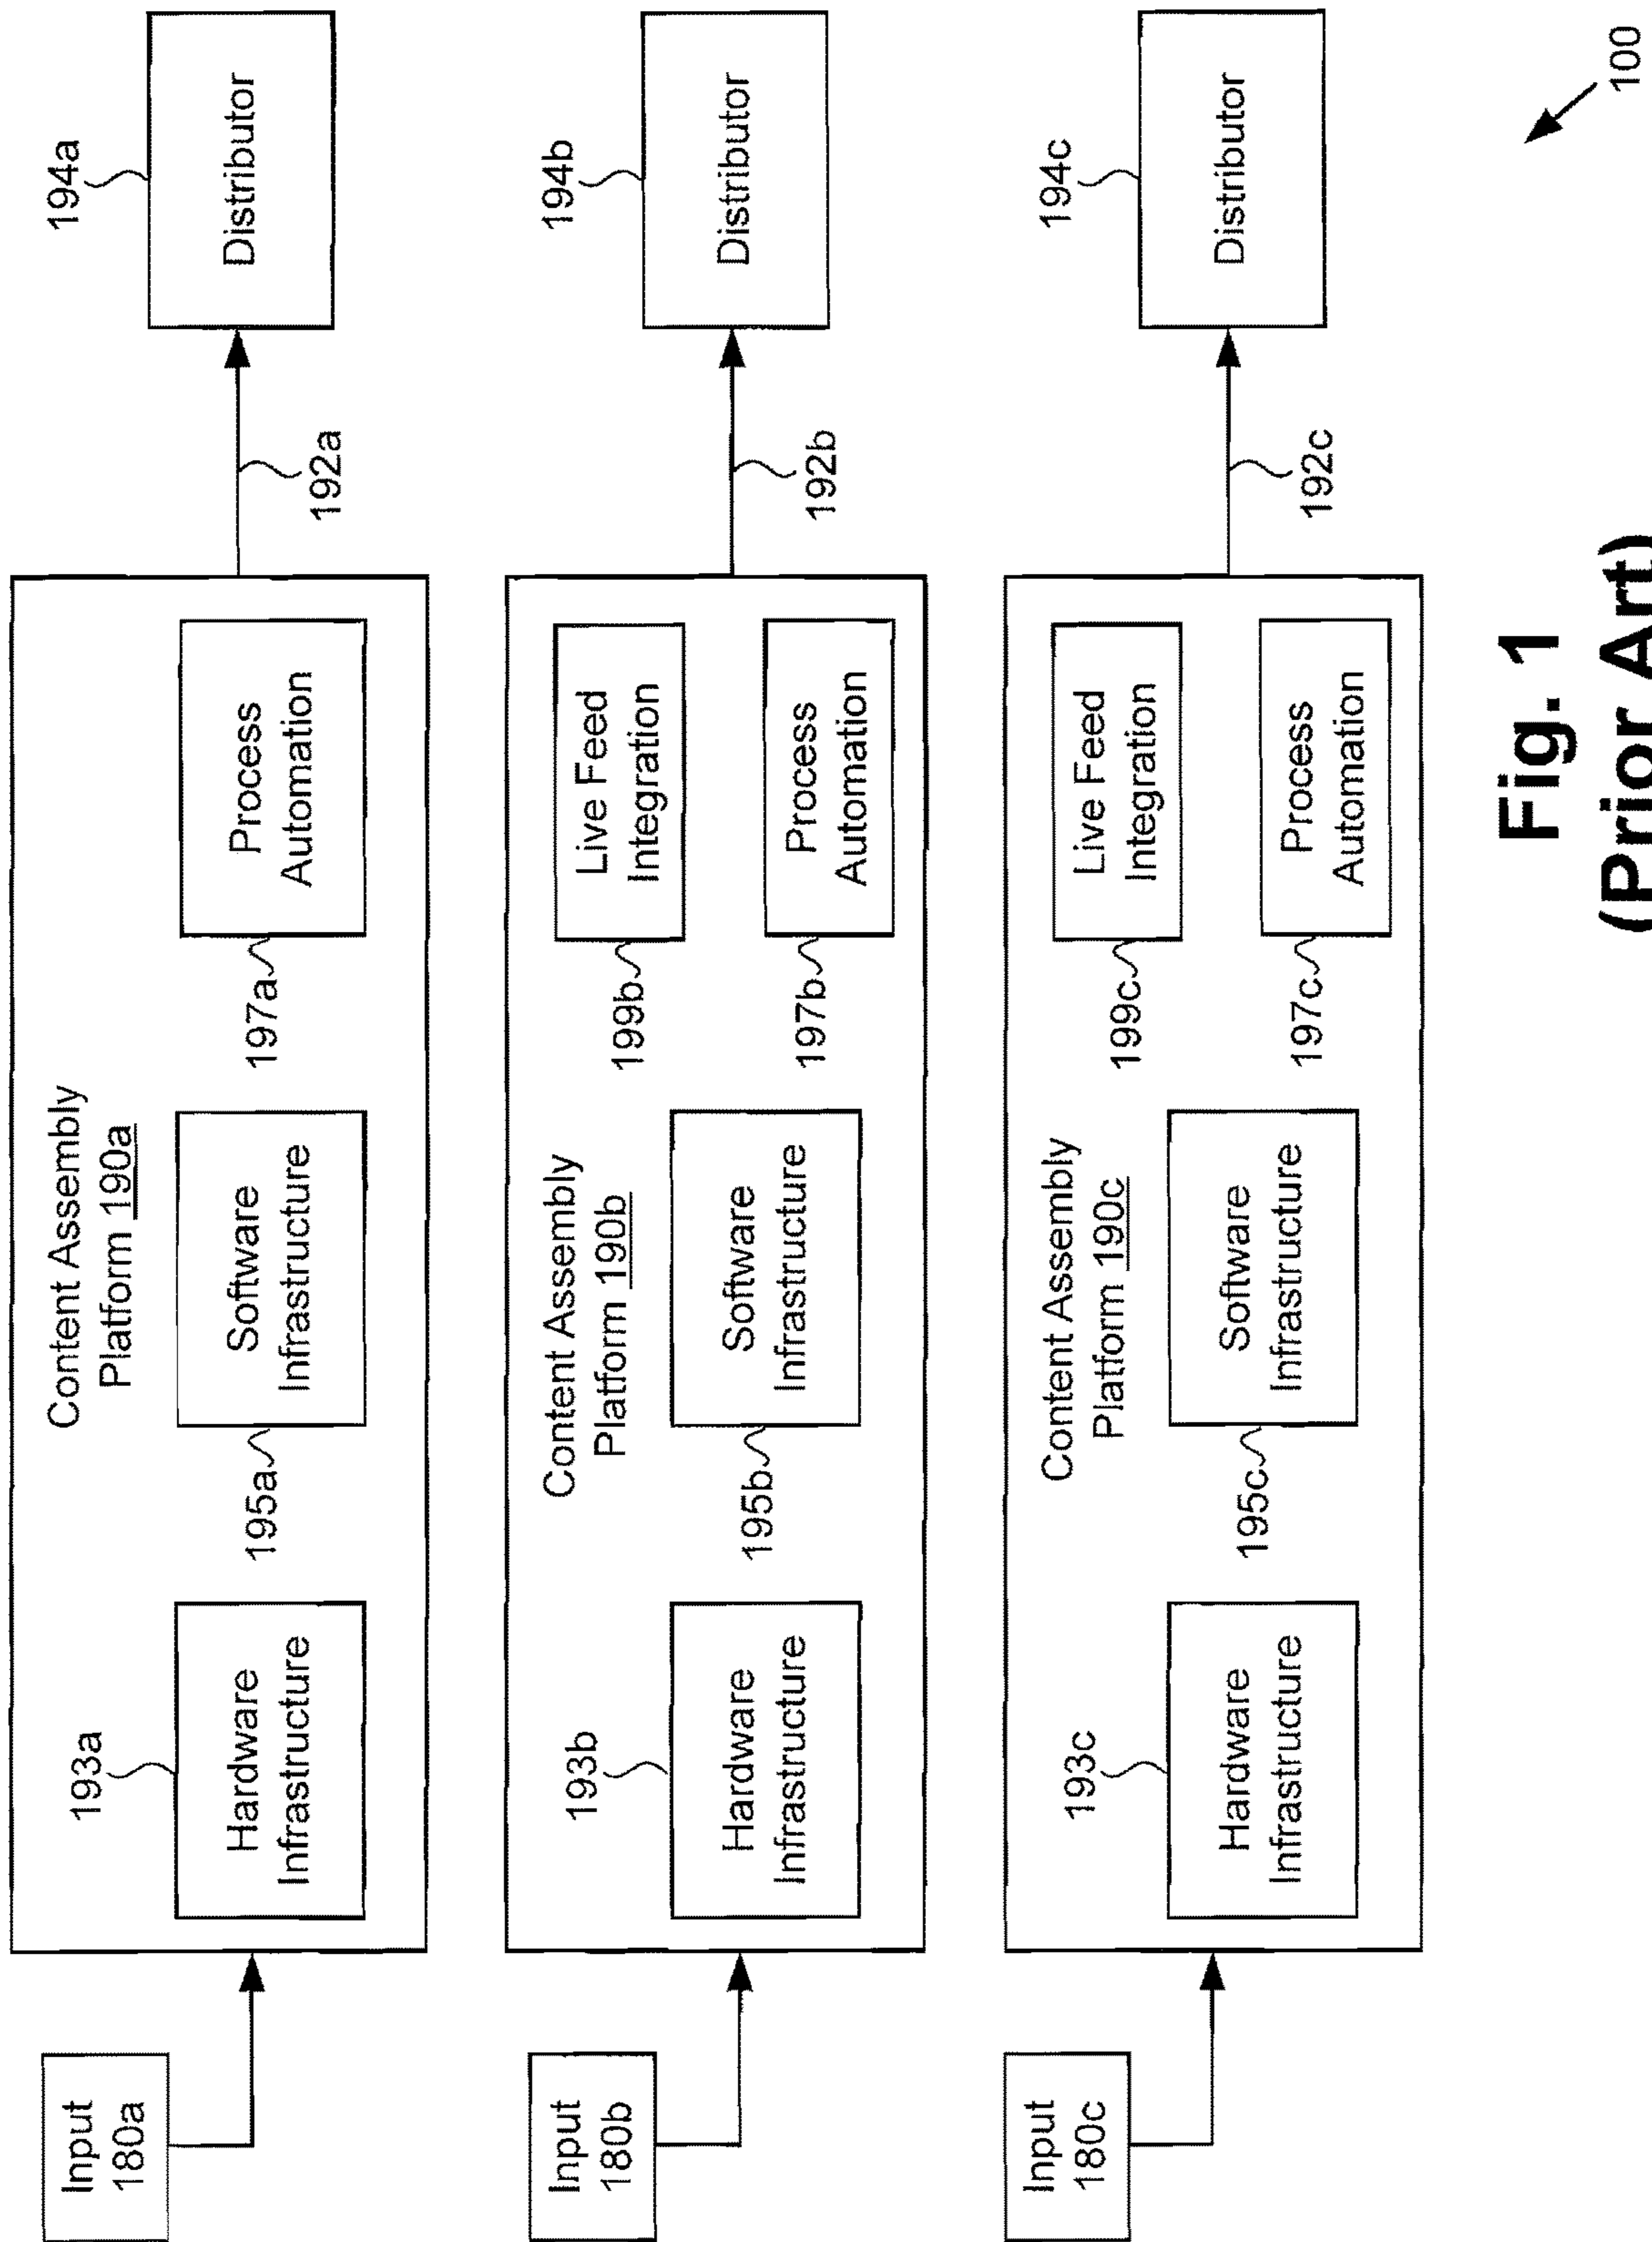 Content Assembly
Platform 190a
Input
180a
193a
Hardware
Infrastructure
195a
Software
Infrastructure
197a
Process
Automation
192a
194a
Distributor
Content Assembly
Platform 190b
Input
180b
193b
Hardware
Infrastructure
195b
Software
Infrastructure
199b
Live Feed
Integration
197b
Process
Automation
192b
194b
Distributor
Content Assembly
Platform 190c
Input
180c
193c
Hardware
Infrastructure
195c
Software
Infrastructure
199c
Live Feed
Integration
197c
Process
Automation
192c
194c
Distributor
100
Fig. 1
(Prior Art)